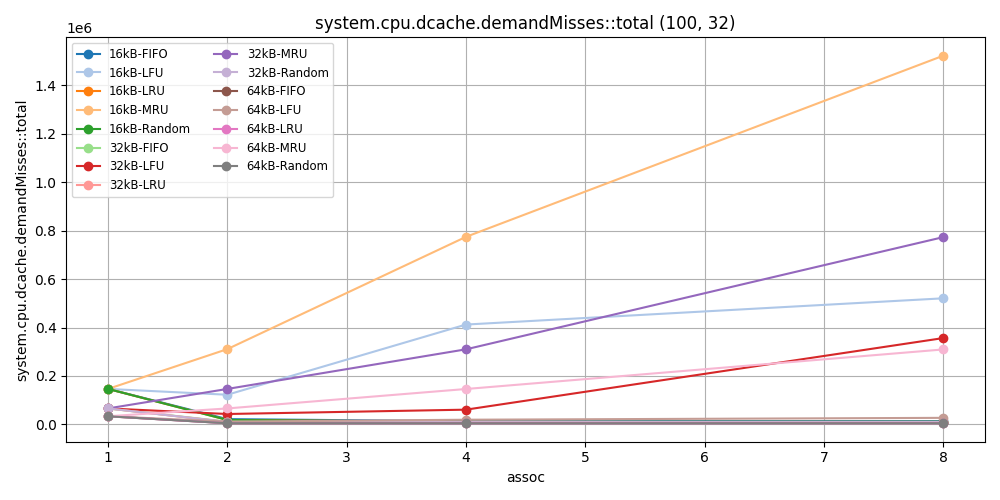 system.cpu.dcache.demandMisses::total (100, 32)
1e6
16kB-FIFO
16kB-LFU
16kB-LRU
16kB-MRU
16kB-Random
32kB-FIFO
32kB-LFU
32kB-LRU
32kB-MRU
32kB-Random
64kB-FIFO
64kB-LFU
64kB-LRU
64kB-MRU
64kB-Random
system.cpu.dcache.demandMisses::total
1.4
1.2
1.0
0.8
0.6
0.4
0.2
0.0
1 2 3 4 5 6 7 8
assoc